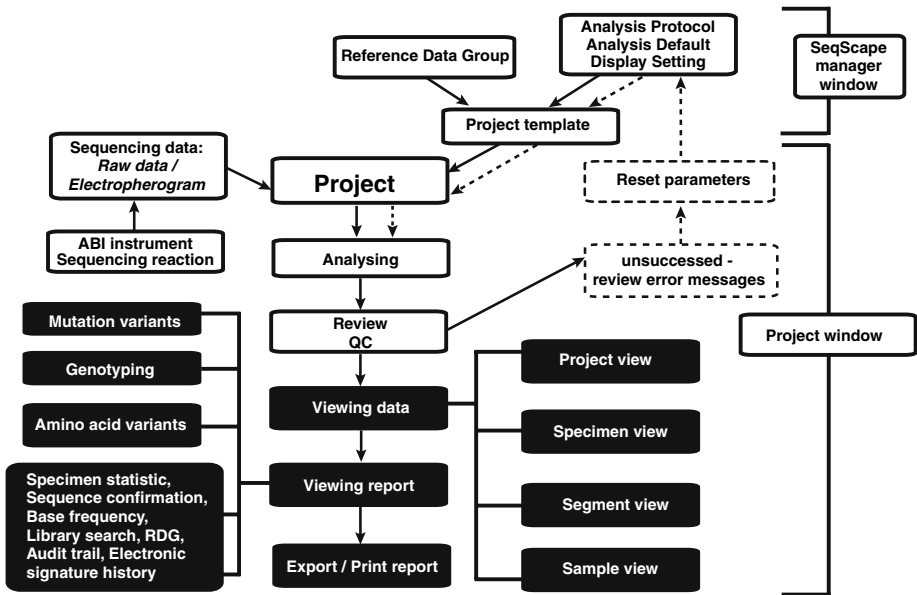 Analysis Protocol
Analysis Default
Display Setting
Reference Data Group
SeqScape
manager
window
Project template
Sequencing data:
Raw data /
Electropherogram
Project
Reset parameters
ABI instrument
Sequencing reaction
Analysing
unsuccessed -
review error messages
Mutation variants
Review
QC
Project window
Project view
Genotyping
Viewing data
Amino acid variants
Specimen view
Specimen statistic,
Sequence confirmation,
Base frequency,
Library search, RDG,
Audit trail, Electronic
signature history
Viewing report
Segment view
Export / Print report
Sample view